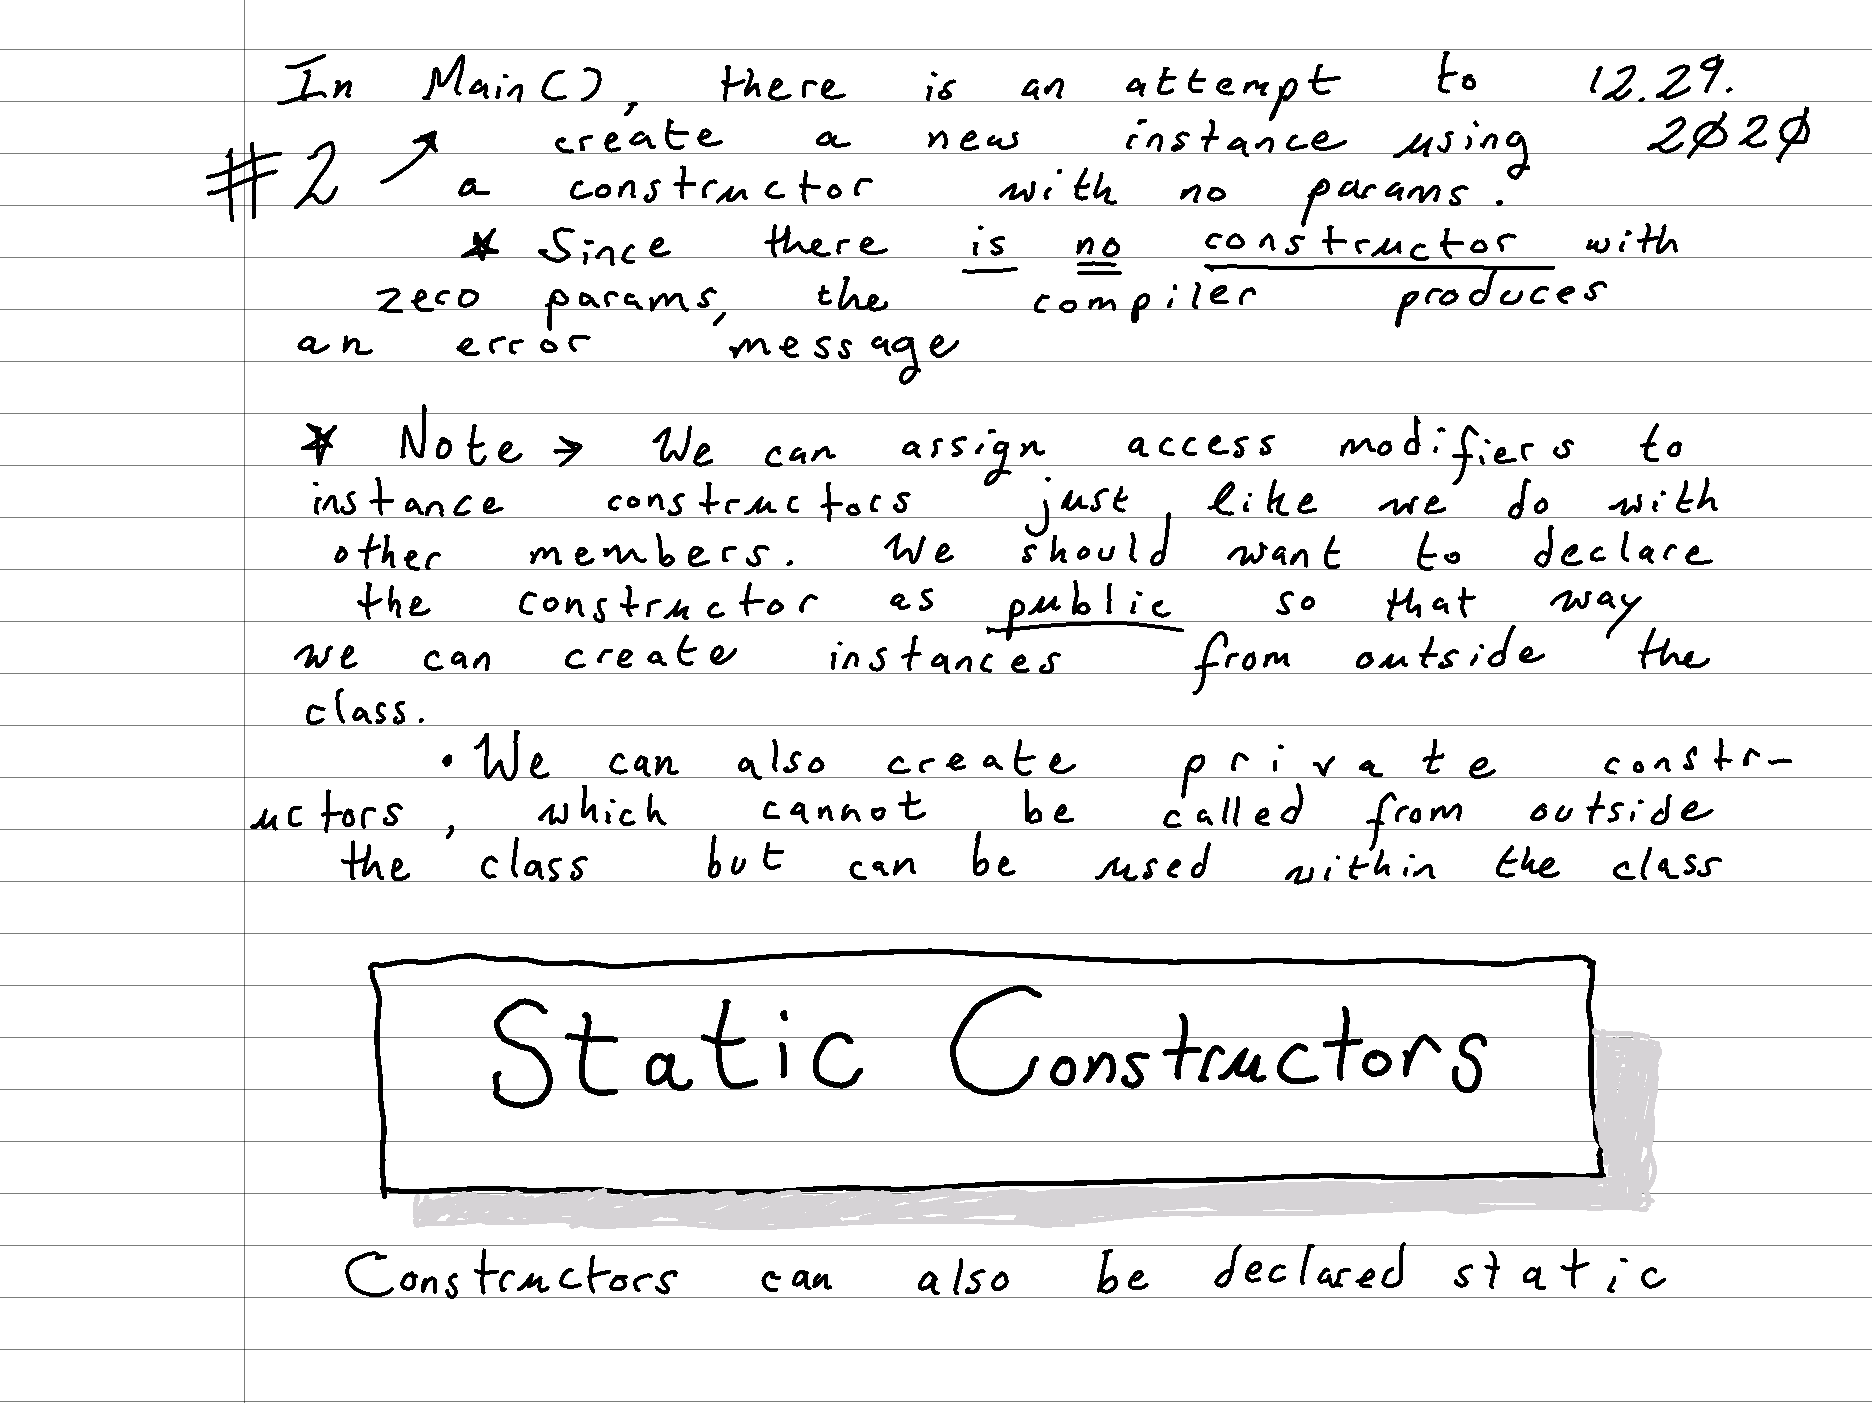 In Main(), there is an attempt to 12.29.
create a new instance using 2020
#2 ↗ a constructor with no params.
★ Since there is no constructor with
zero params, the compiler produces
an error message
★ Note → We can assign access modifiers to
instance constructors just like we do with
other members. We should want to declare
the constructor as public so that way
we can create instances from outside the
class.
• We can also create private constr-
uctors, which cannot be called from outside
the class but can be used within the class
Static Constructors
Constructors can also be declared static